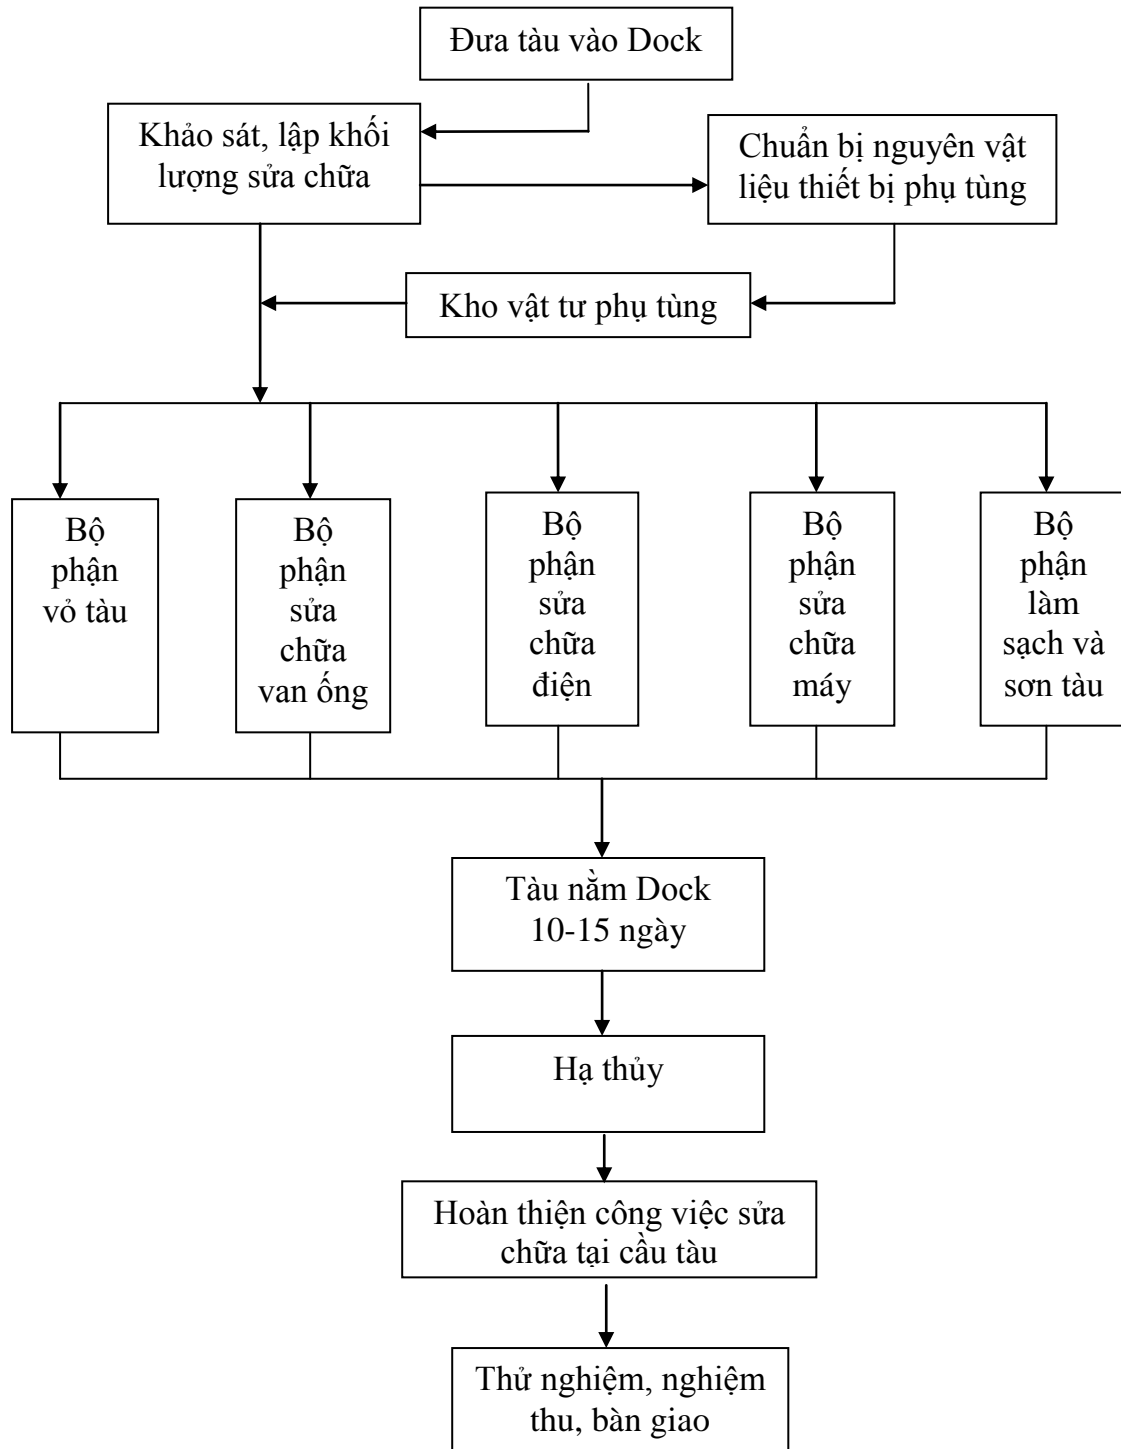 Đưa tàu vào Dock
Khảo sát, lập khối
lượng sửa chữa
Chuẩn bị nguyên vật
liệu thiết bị phụ tùng
Kho vật tư phụ tùng
Bộ
phận
vỏ tàu
Bộ
phận
sửa
chữa
van ống
Bộ
phận
sửa
chữa
điện
Bộ
phận
sửa
chữa
máy
Bộ
phận
làm
sạch và
sơn tàu
Tàu nằm Dock
10-15 ngày
Hạ thủy
Hoàn thiện công việc sửa
chữa tại cầu tàu
Thử nghiệm, nghiệm
thu, bàn giao